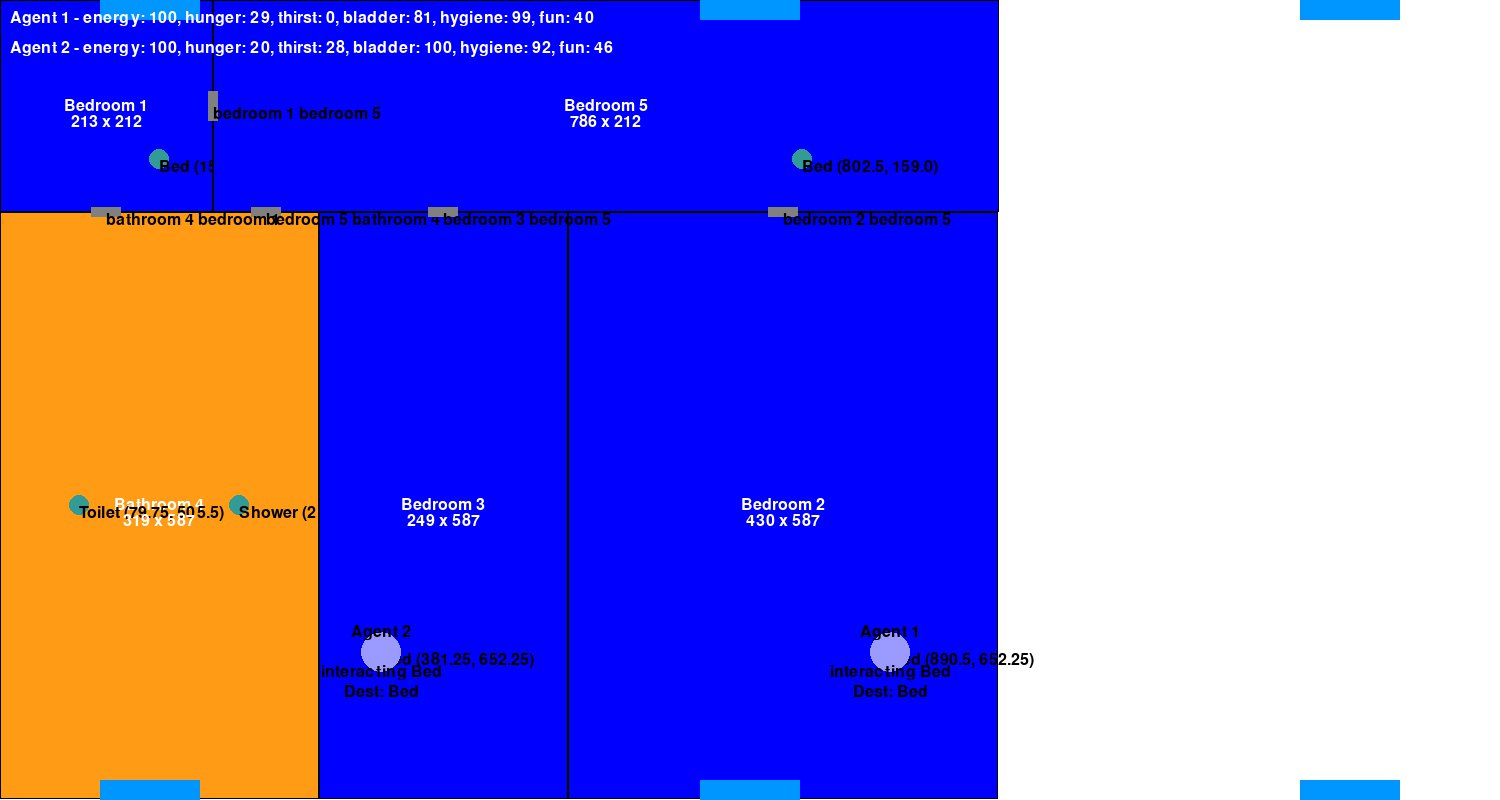 Agent 1 - energy: 100, hunger: 29, thirst: 0, bladder: 81, hygiene: 99, fun: 40
Agent 2 - energy: 100, hunger: 20, thirst: 28, bladder: 100, hygiene: 92, fun: 46
Bedroom 1
213 x 212
bedroom 1 bedroom 5
Bedroom 5
786 x 212
Bed (15
Bed (802.5, 159.0)
bathroom 4 bedroom 1
bedroom 5 bathroom 4
bedroom 3 bedroom 5
bedroom 2 bedroom 5
Bathroom 4
319 x 587
Toilet (79.75, 505.5)
Shower (2
Bedroom 3
249 x 587
Bedroom 2
430 x 587
Agent 2
d (381.25, 652.25)
interacting Bed
Dest: Bed
Agent 1
d (890.5, 652.25)
interacting Bed
Dest: Bed